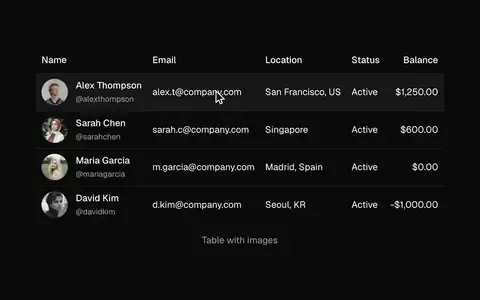 Name Email Location Status Balance
Alex Thompson
@alexthompson
alex.t@company.com San Francisco, US Active $1,250.00
Sarah Chen
@sarahchen
sarah.c@company.com Singapore Active $600.00
Maria Garcia
@mariagarcia
m.garcia@company.com Madrid, Spain Active $0.00
David Kim
@davidkim
d.kim@company.com Seoul, KR Active -$1,000.00
Table with images